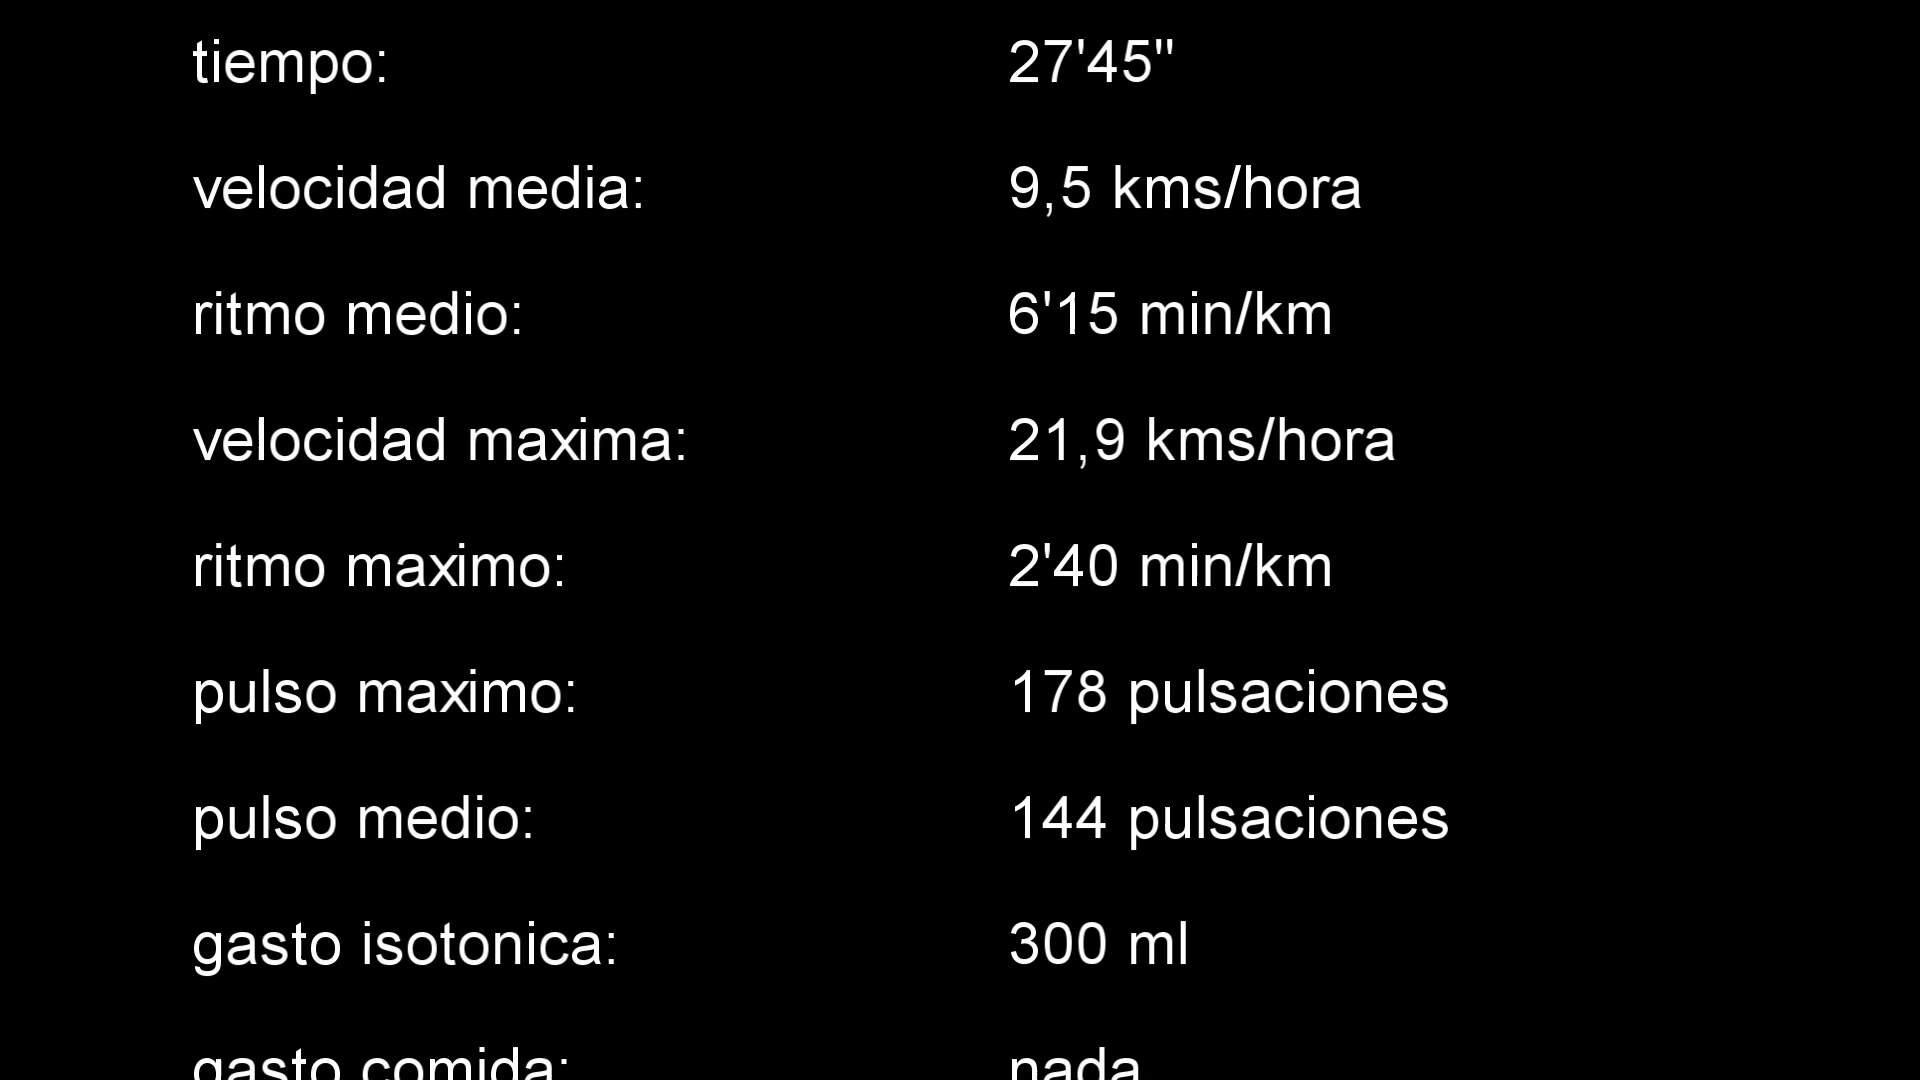 tiempo: 27'45"
velocidad media: 9,5 kms/hora
ritmo medio: 6'15 min/km
velocidad maxima: 21,9 kms/hora
ritmo maximo: 2'40 min/km
pulso maximo: 178 pulsaciones
pulso medio: 144 pulsaciones
gasto isotonica: 300 ml
gasto comida: nada